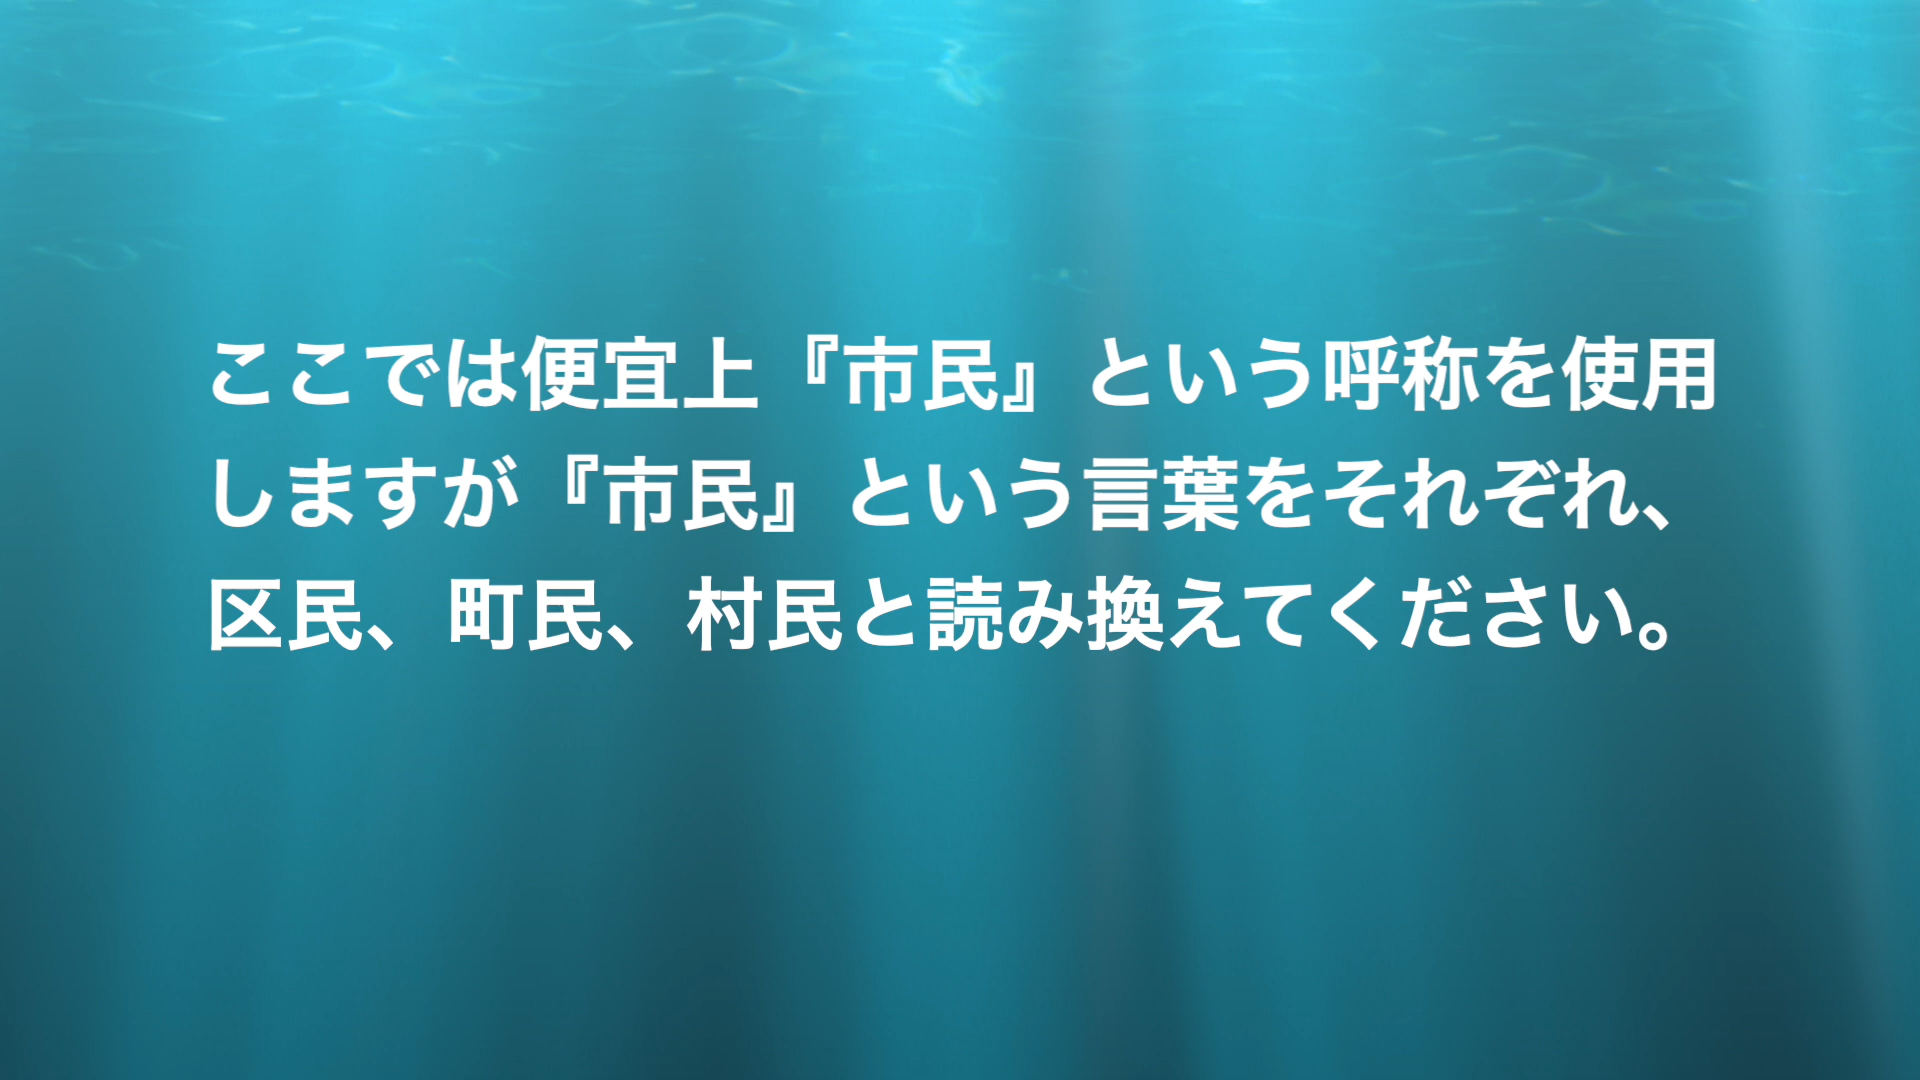 ここでは便宜上『市民』という呼称を使用
しますが『市民』という言葉をそれぞれ、
区民、町民、村民と読み換えてください。